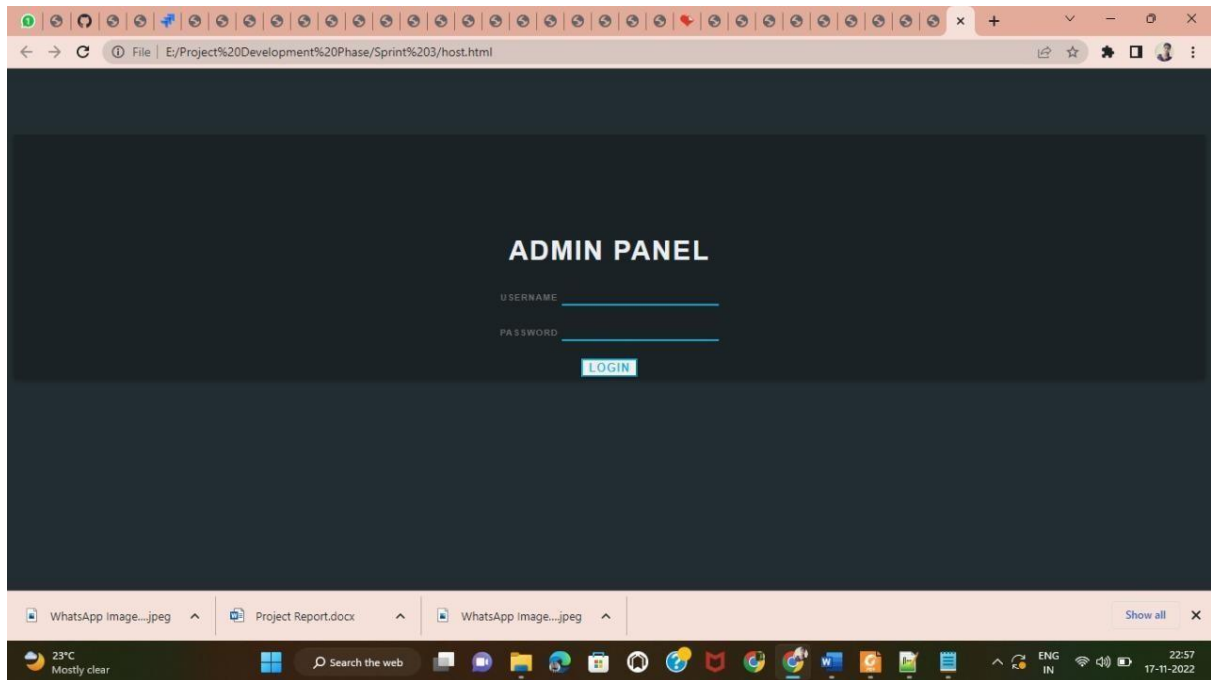 File | E:/Project%20Development%20Phase/Sprint%203/host.html
ADMIN PANEL
USERNAME
PASSWORD
LOGIN
WhatsApp Image....jpeg
Project Report.docx
WhatsApp Image....jpeg
Show all
23°C
Mostly clear
Search the web
ENG
IN
22:57
17-11-2022